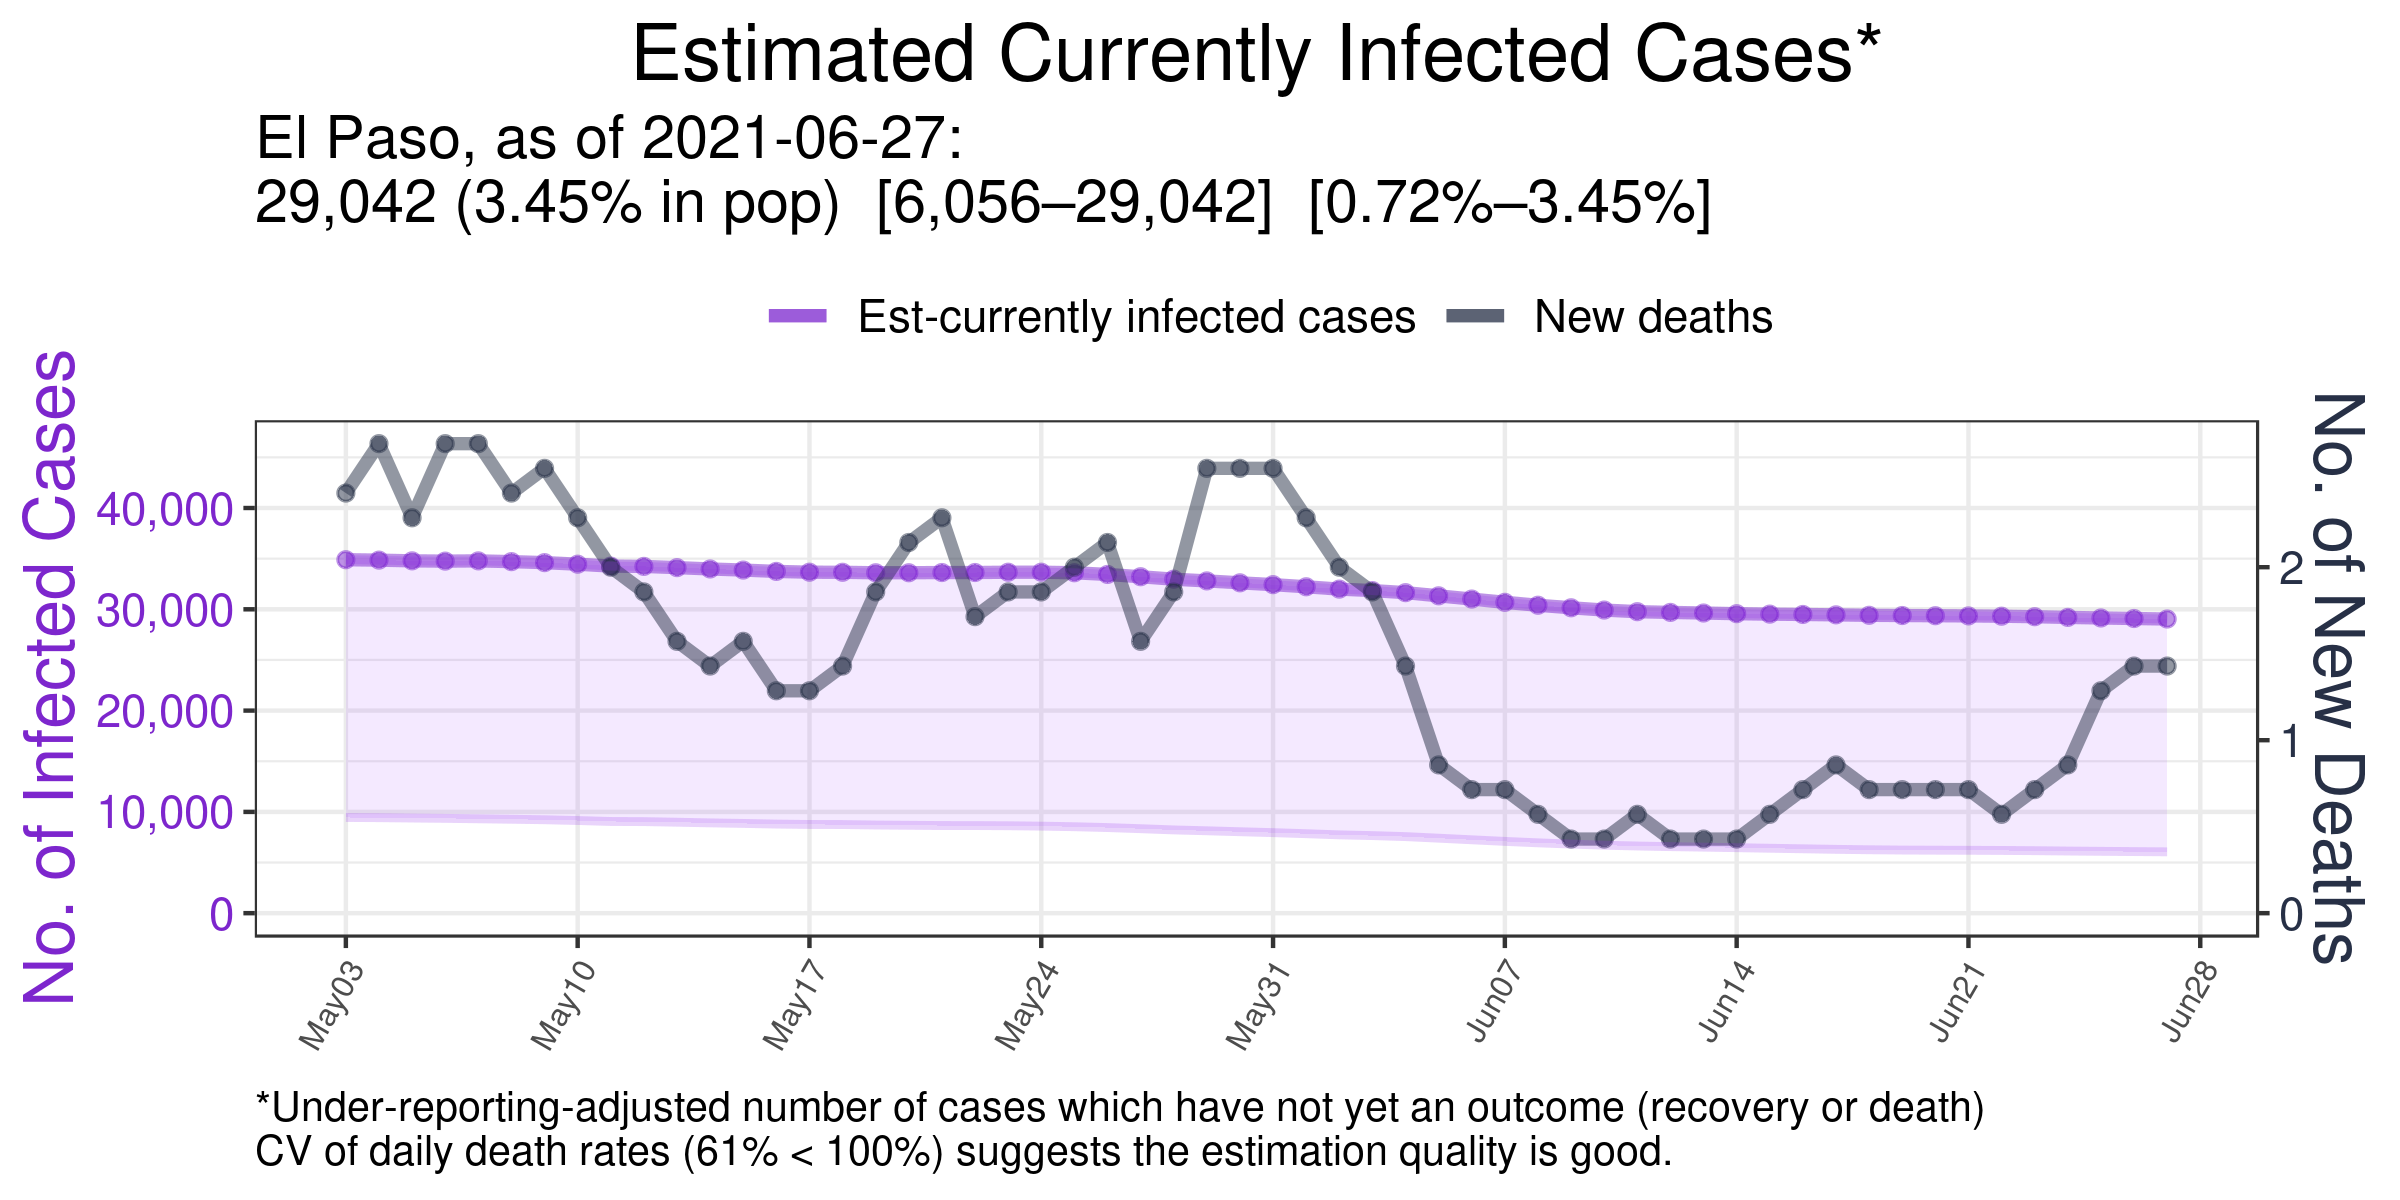 Estimated Currently Infected Cases*
El Paso, as of 2021-06-27:
29,042 (3.45% in pop)  [6,056–29,042]  [0.72%–3.45%]
Est-currently infected cases
New deaths
No. of Infected Cases
40,000
30,000
20,000
10,000
0
2
1
0
No. of New Deaths
May03
May10
May17
May24
May31
Jun07
Jun14
Jun21
Jun28
*Under-reporting-adjusted number of cases which have not yet an outcome (recovery or death)
CV of daily death rates (61% < 100%) suggests the estimation quality is good.